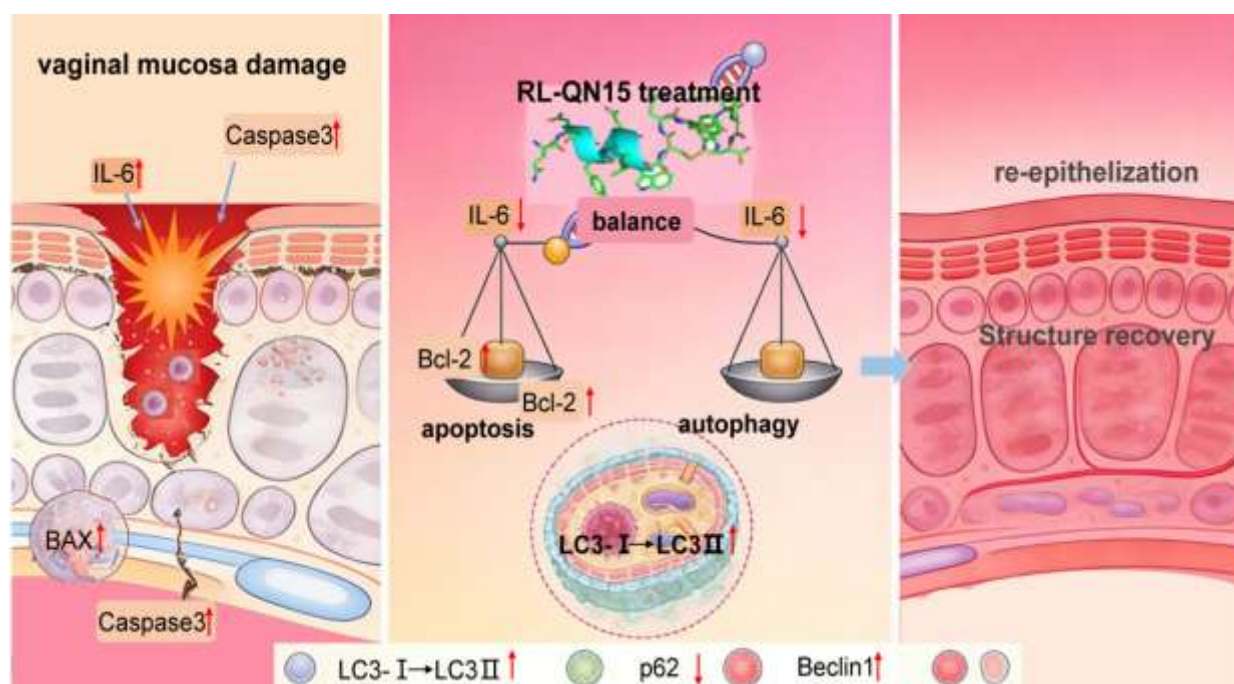 vaginal mucosa damage
Caspase3↑
IL-6↑
BAX↑
Caspase3↑
RL-QN15 treatment
IL-6↓
balance
IL-6↓
Bcl-2↑
Bcl-2↑
apoptosis
autophagy
LC3-Ⅰ→LC3Ⅱ↑
re-epithelization
Structure recovery
LC3-Ⅰ→LC3Ⅱ↑ p62↓ Beclin1↑